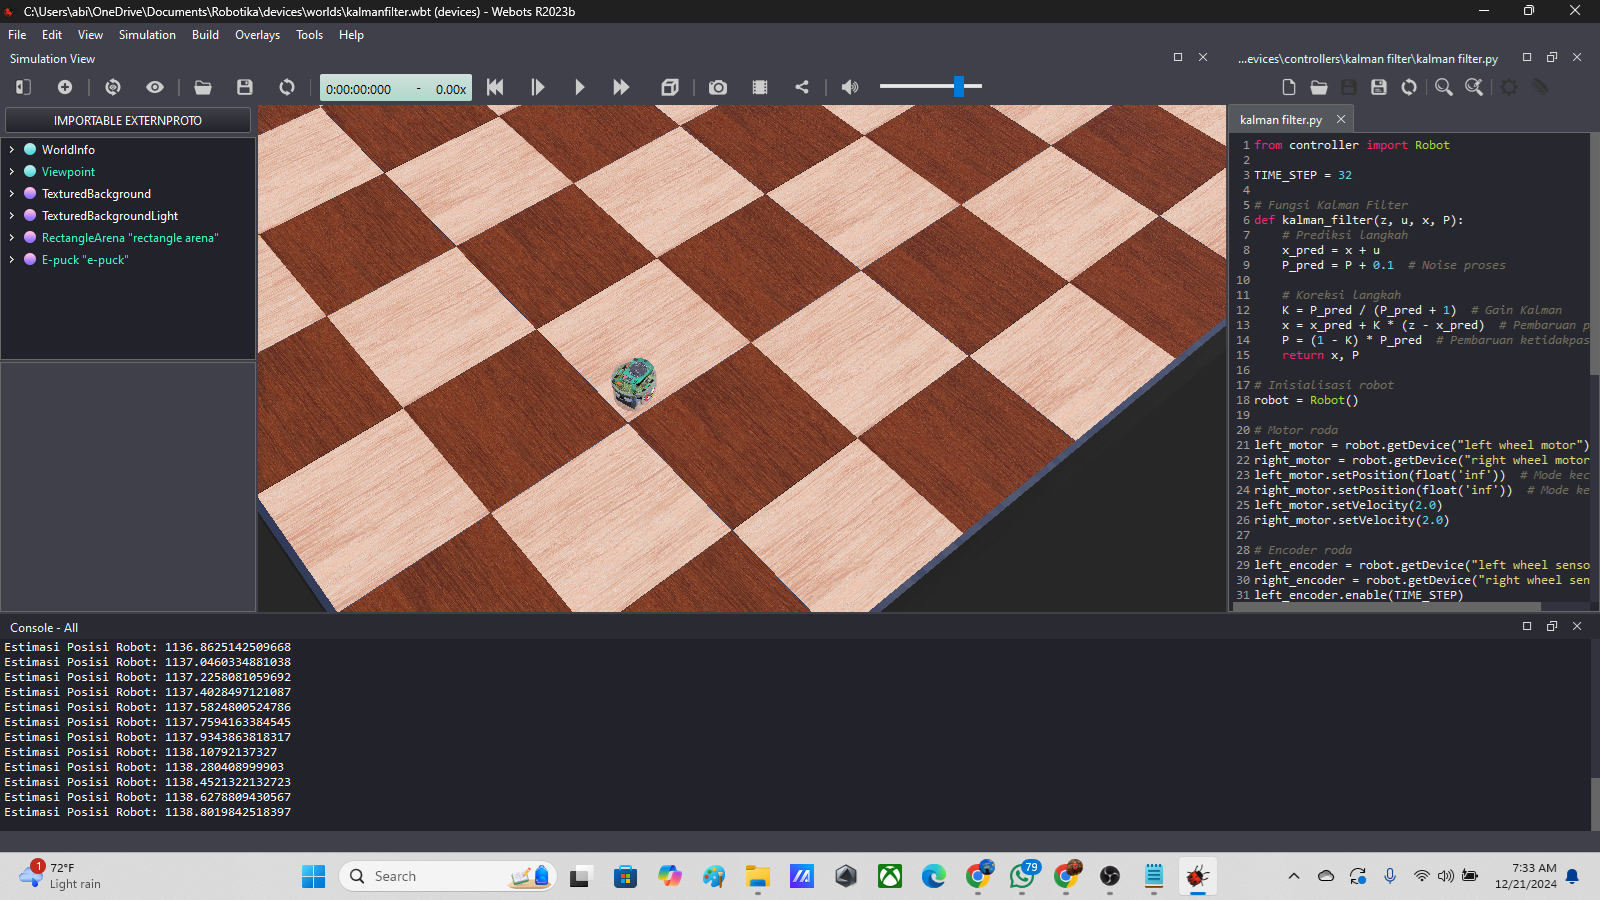 C:\Users\abi\OneDrive\Documents\Robotika\devices\worlds\kalmanfilter.wbt (devices) - Webots R2023b
File Edit View Simulation Build Overlays Tools Help
Simulation View
...evices\controllers\kalman filter\kalman filter.py
0:00:00:000 - 0.00x
IMPORTABLE EXTERNPROTO
WorldInfo
Viewpoint
TexturedBackground
TexturedBackgroundLight
RectangleArena "rectangle arena"
E-puck "e-puck"
kalman filter.py
1 from controller import Robot
2
3 TIME_STEP = 32
4
5 # Fungsi Kalman Filter
6 def kalman_filter(z, u, x, P):
7 # Prediksi langkah
8 x_pred = x + u
9 P_pred = P + 0.1 # Noise proses
10
11 # Koreksi langkah
12 K = P_pred / (P_pred + 1) # Gain Kalman
13 x = x_pred + K * (z - x_pred) # Pembaruan p
14 P = (1 - K) * P_pred # Pembaruan ketidakpas
15 return x, P
16
17 # Inisialisasi robot
18 robot = Robot()
19
20 # Motor roda
21 left_motor = robot.getDevice("left wheel motor")
22 right_motor = robot.getDevice("right wheel motor
23 left_motor.setPosition(float('inf')) # Mode kec
24 right_motor.setPosition(float('inf')) # Mode ke
25 left_motor.setVelocity(2.0)
26 right_motor.setVelocity(2.0)
27
28 # Encoder roda
29 left_encoder = robot.getDevice("left wheel senso
30 right_encoder = robot.getDevice("right wheel sen
31 left_encoder.enable(TIME_STEP)
Console - All
Estimasi Posisi Robot: 1136.8625142509668
Estimasi Posisi Robot: 1137.0460334881038
Estimasi Posisi Robot: 1137.2258081059692
Estimasi Posisi Robot: 1137.4028497121087
Estimasi Posisi Robot: 1137.5824800524786
Estimasi Posisi Robot: 1137.7594163384545
Estimasi Posisi Robot: 1137.9343863818317
Estimasi Posisi Robot: 1138.10792137327
Estimasi Posisi Robot: 1138.280408999903
Estimasi Posisi Robot: 1138.4521322132723
Estimasi Posisi Robot: 1138.6278809430567
Estimasi Posisi Robot: 1138.8019842518397
1
72°F
Light rain
Search
79
7:33 AM
12/21/2024